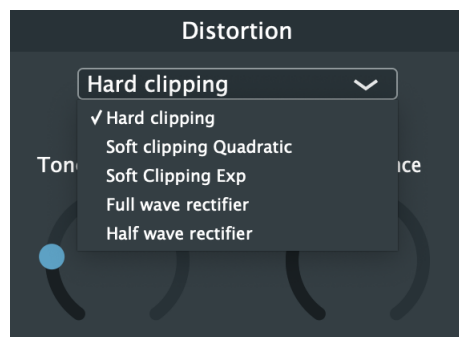 Distortion
Hard clipping
✓ Hard clipping
Soft clipping Quadratic
Soft Clipping Exp
Full wave rectifier
Half wave rectifier